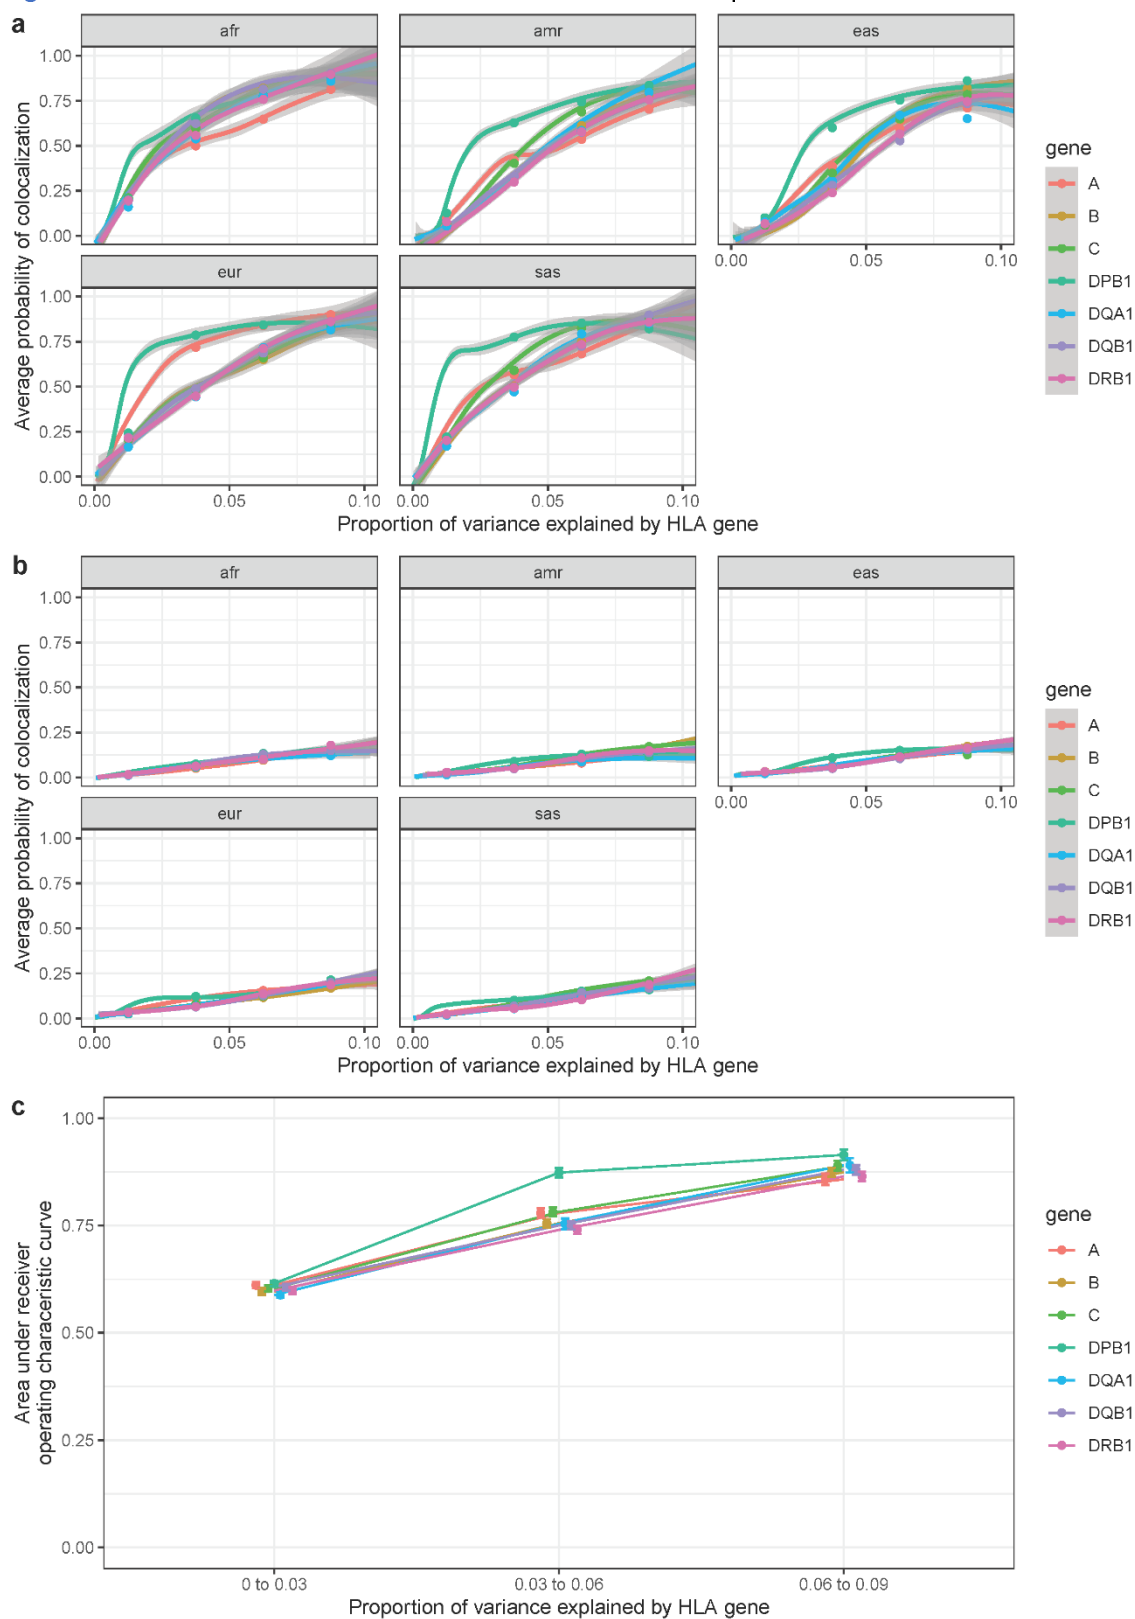 a
afr
amr
eas
1.00
0.75
0.50
0.25
0.00
0.00
0.05
0.10
eur
sas
1.00
0.75
0.50
0.25
0.00
0.00
0.05
0.10
0.00
0.05
0.10
Average probability of colocalization
Proportion of variance explained by HLA gene
gene
A
B
C
DPB1
DQA1
DQB1
DRB1
b
afr
amr
eas
1.00
0.75
0.50
0.25
0.00
0.00
0.05
0.10
eur
sas
1.00
0.75
0.50
0.25
0.00
0.00
0.05
0.10
0.00
0.05
0.10
Average probability of colocalization
Proportion of variance explained by HLA gene
gene
A
B
C
DPB1
DQA1
DQB1
DRB1
c
1.00
0.75
0.50
0.25
0.00
Area under receiver
operating characeristic curve
0 to 0.03
0.03 to 0.06
0.06 to 0.09
Proportion of variance explained by HLA gene
gene
A
B
C
DPB1
DQA1
DQB1
DRB1